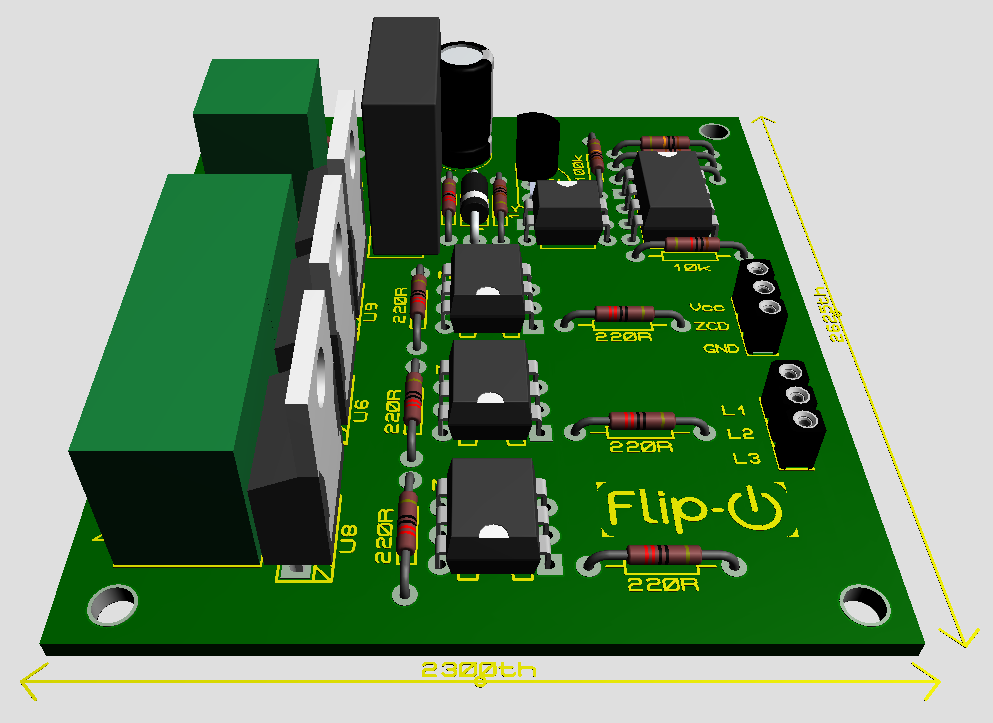 100k
1k
10k
U9
220R
VCC
ZCD
GND
220R
U6
220R
L1
L2
L3
220R
Flip-
U8
220R
220R
2300th